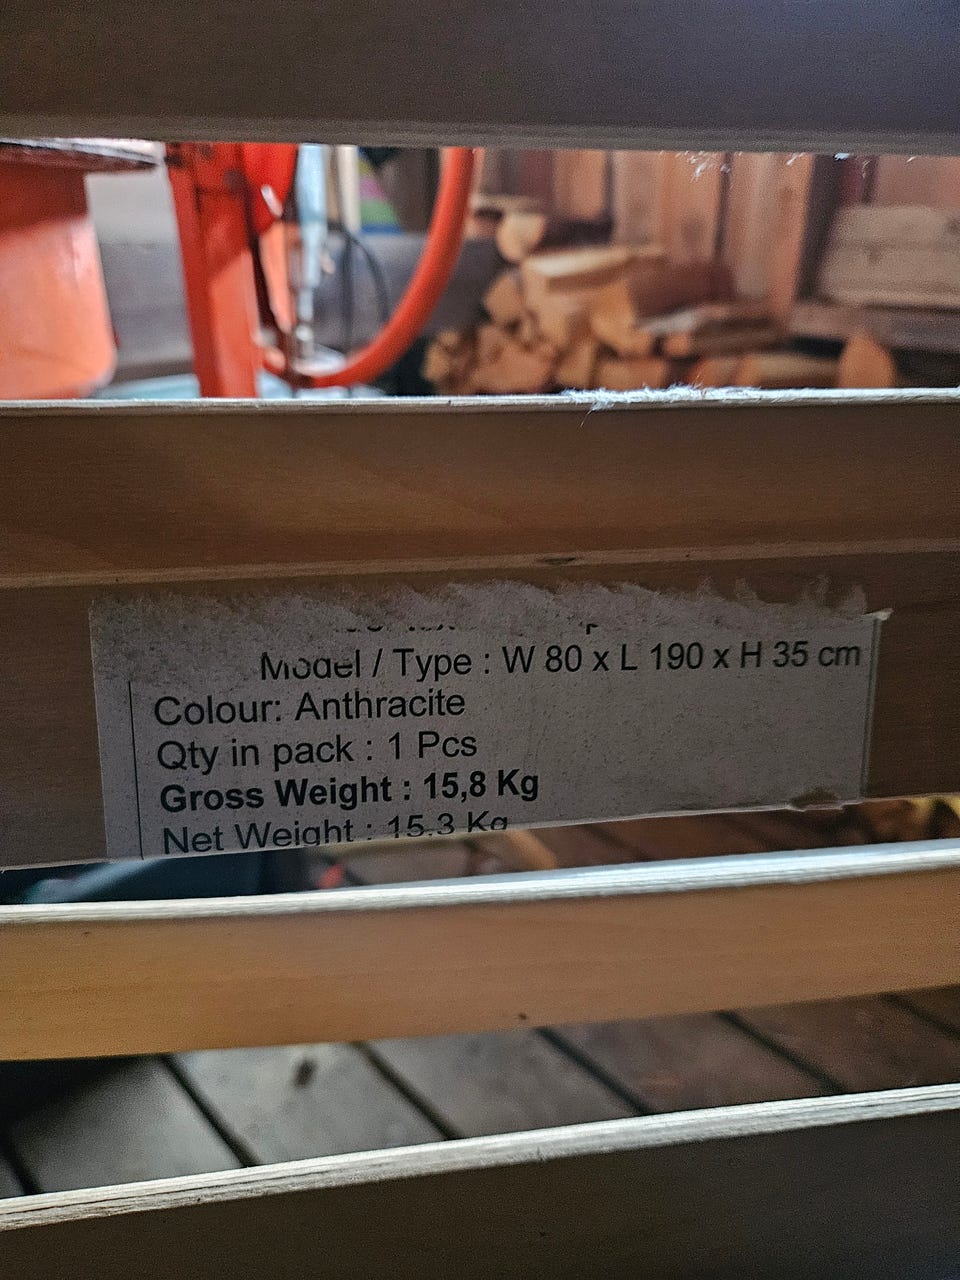 Model / Type : W 80 x L 190 x H 35 cm
Colour: Anthracite
Qty in pack : 1 Pcs
Gross Weight : 15,8 Kg
Net Weight : 15.3 Kg